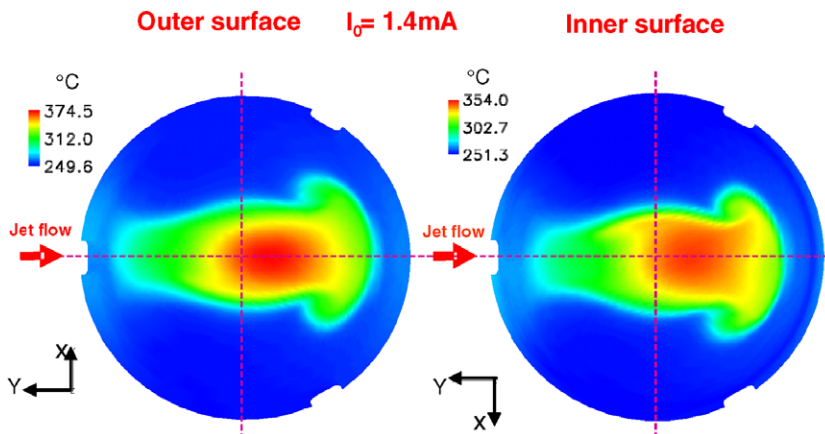 Outer surface I₀= 1.4mA Inner surface
°C
374.5
312.0
249.6
°C
354.0
302.7
251.3
Jet flow
Jet flow
X
Y
Y
X